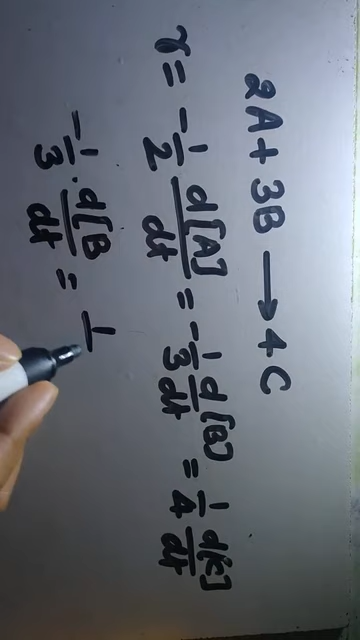 2A + 3B ⟶ 4C
r = -1/2 d[A]/dt = -1/3 d[B]/dt = 1/4 d[C]/dt
-1/3 · d[B/dt = 1/